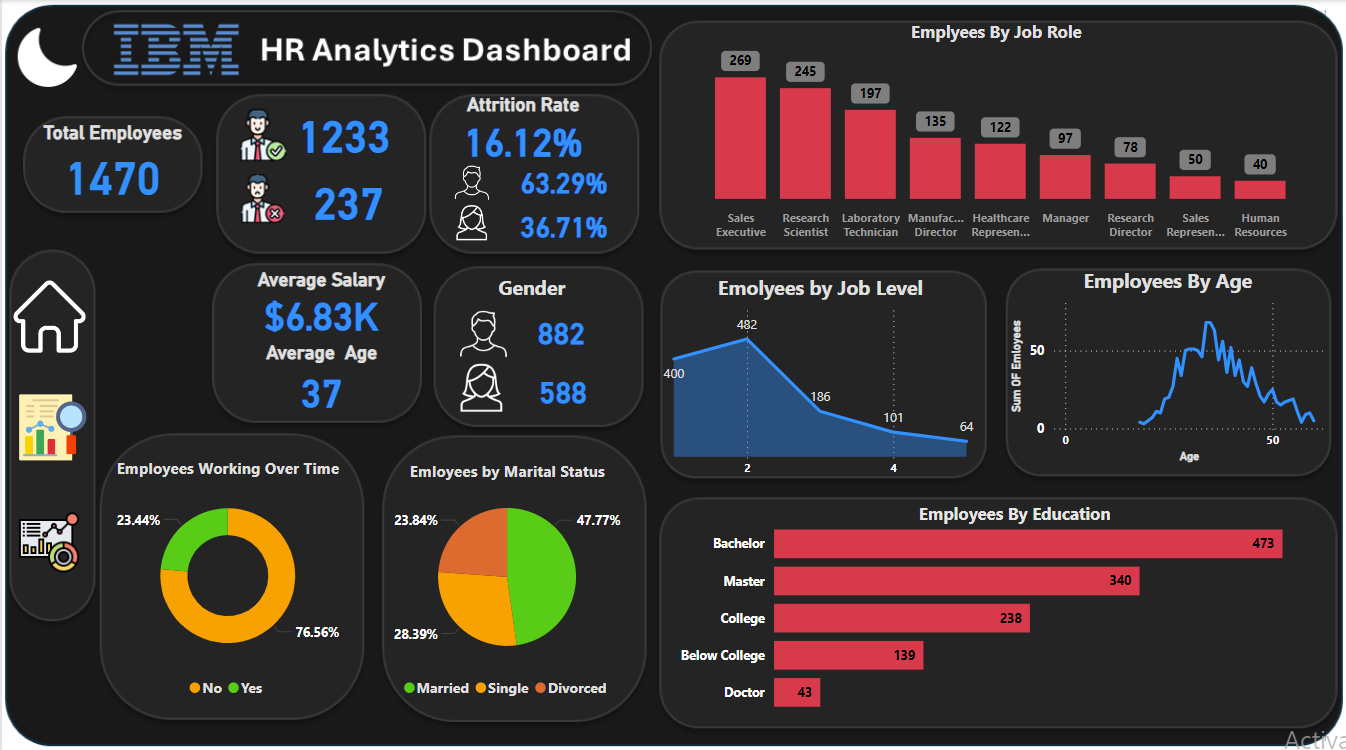 IBM
HR Analytics Dashboard
Total Employees
1470
1233
237
Attrition Rate
16.12%
63.29%
36.71%
Average Salary
$6.83K
Average Age
37
Gender
882
588
Emplyees By Job Role
269
245
197
135
122
97
78
50
40
Sales Executive
Research Scientist
Laboratory Technician
Manufac... Director
Healthcare Represen...
Manager
Research Director
Sales Represen...
Human Resources
Emolyees by Job Level
482
400
186
101
64
2
4
Employees By Age
Sum OF Emloyees
50
0
0
50
Age
Employees Working Over Time
23.44%
76.56%
No
Yes
Emloyees by Marital Status
23.84%
47.77%
28.39%
Married
Single
Divorced
Employees By Education
Bachelor
473
Master
340
College
238
Below College
139
Doctor
43